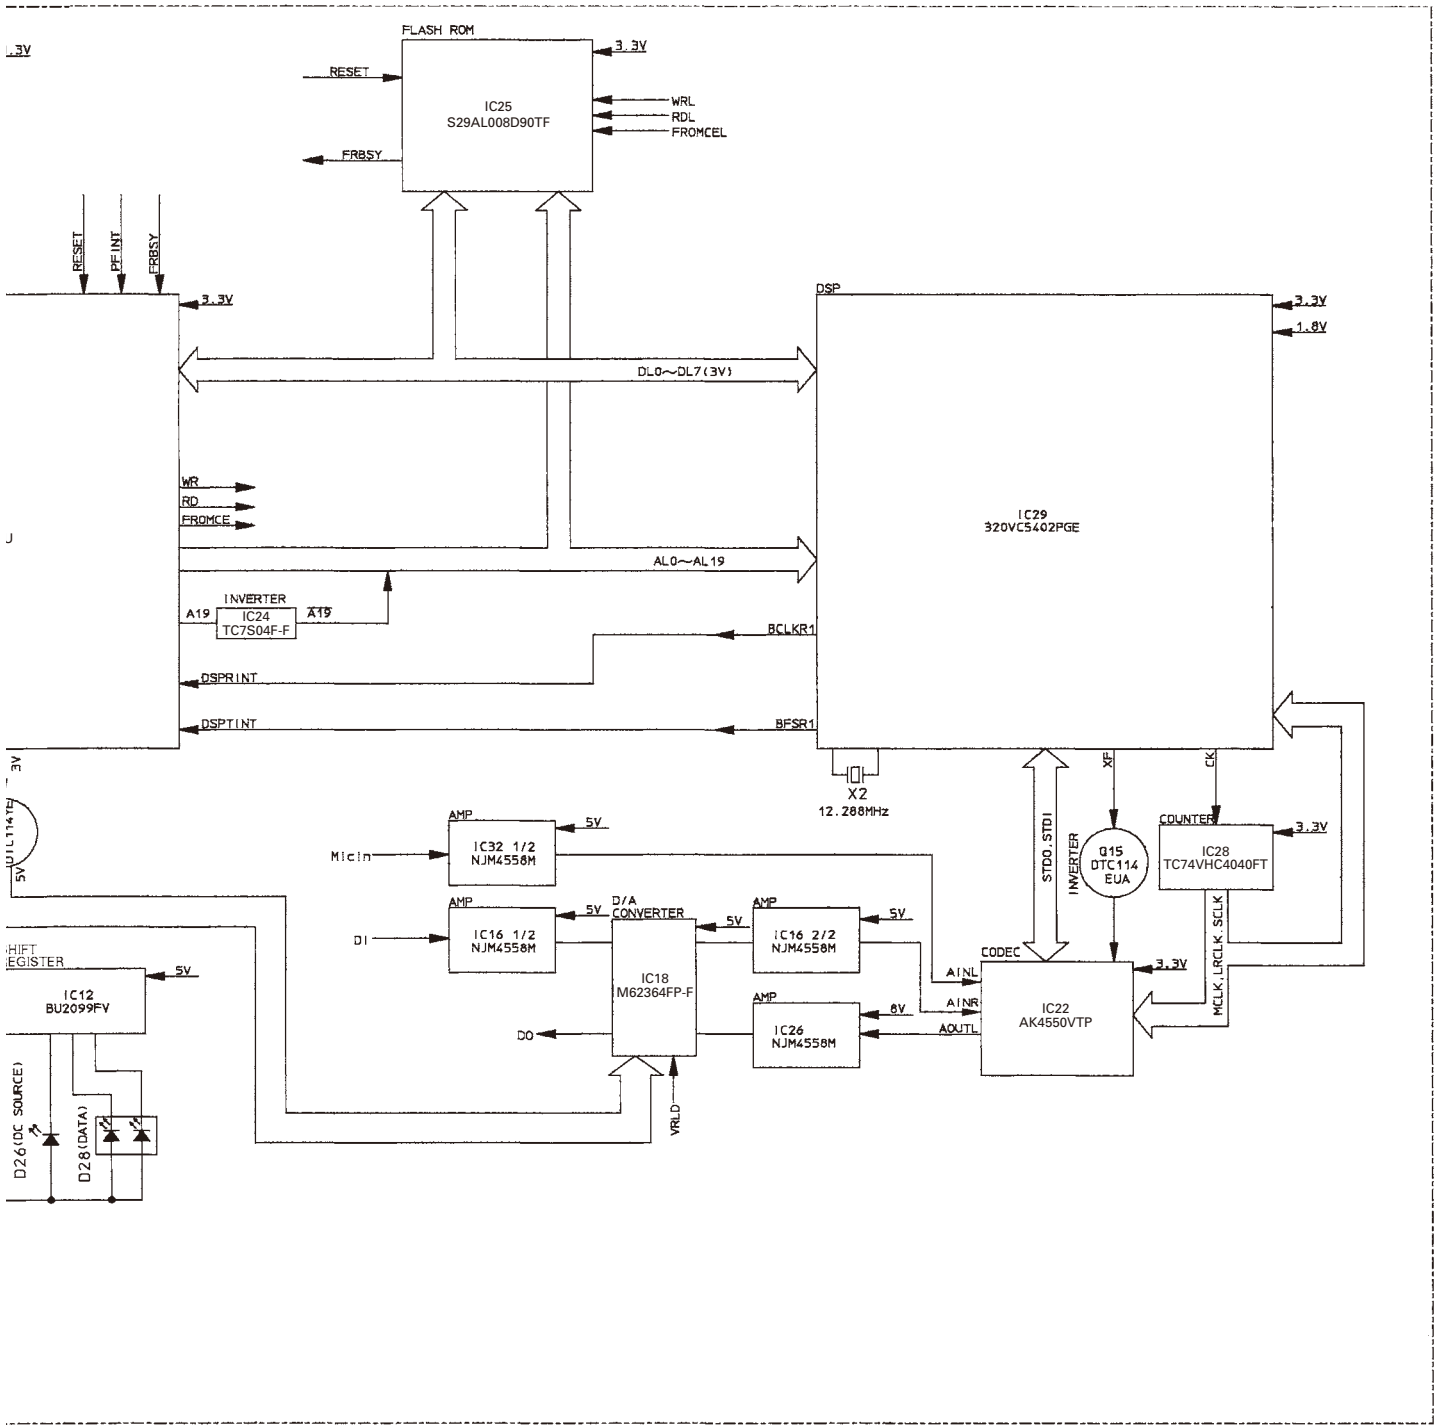 FLASH ROM
.3V
3.3V
RESET
IC25
S29AL008D90TF
WRL
RDL
FROMCEL
FRBSY
RESET
PFINT
FRBSY
3.3V
DSP
3.3V
1.8V
DL0~DL7(3V)
WR
RD
FROMCE
U
IC29
320VC5402PGE
AL0~AL19
INVERTER
A19
IC24
TC7S04F-F
A19
BCLKR1
DSPRINT
DSPTINT
BFSR1
3V
XF
CK
X2
12.288MHz
DTC114YE
5V
AMP
5V
MicIn
IC32 1/2
NJM4558M
STDO,STDI
INVERTER
Q15
DTC114
EUA
COUNTER
3.3V
IC28
TC74VHC4040FT
AMP
5V
DI
IC16 1/2
NJM4558M
D/A
CONVERTER
5V
IC18
M62364FP-F
AMP
5V
IC16 2/2
NJM4558M
MCLK,LRCLK,SCLK
SHIFT
REGISTER
5V
IC12
BU2099FV
CODEC
3.3V
AINL
AINR
AOUTL
IC22
AK4550VTP
AMP
8V
IC26
NJM4558M
DO
VRLD
D26(DC SOURCE)
D28(DATA)